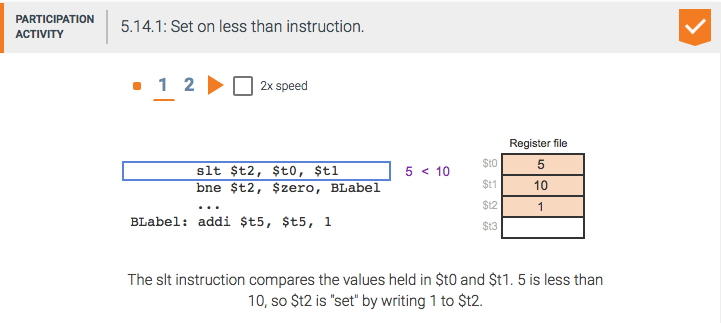 PARTICIPATION
ACTIVITY
5.14.1: Set on less than instruction.
1 2 2x speed
Register file
$t0 5
slt $t2, $t0, $t1 5 < 10
$t1 10
bne $t2, $zero, BLabel
$t2 1
...
BLabel: addi $t5, $t5, 1
$t3
The slt instruction compares the values held in $t0 and $t1. 5 is less than
10, so $t2 is "set" by writing 1 to $t2.